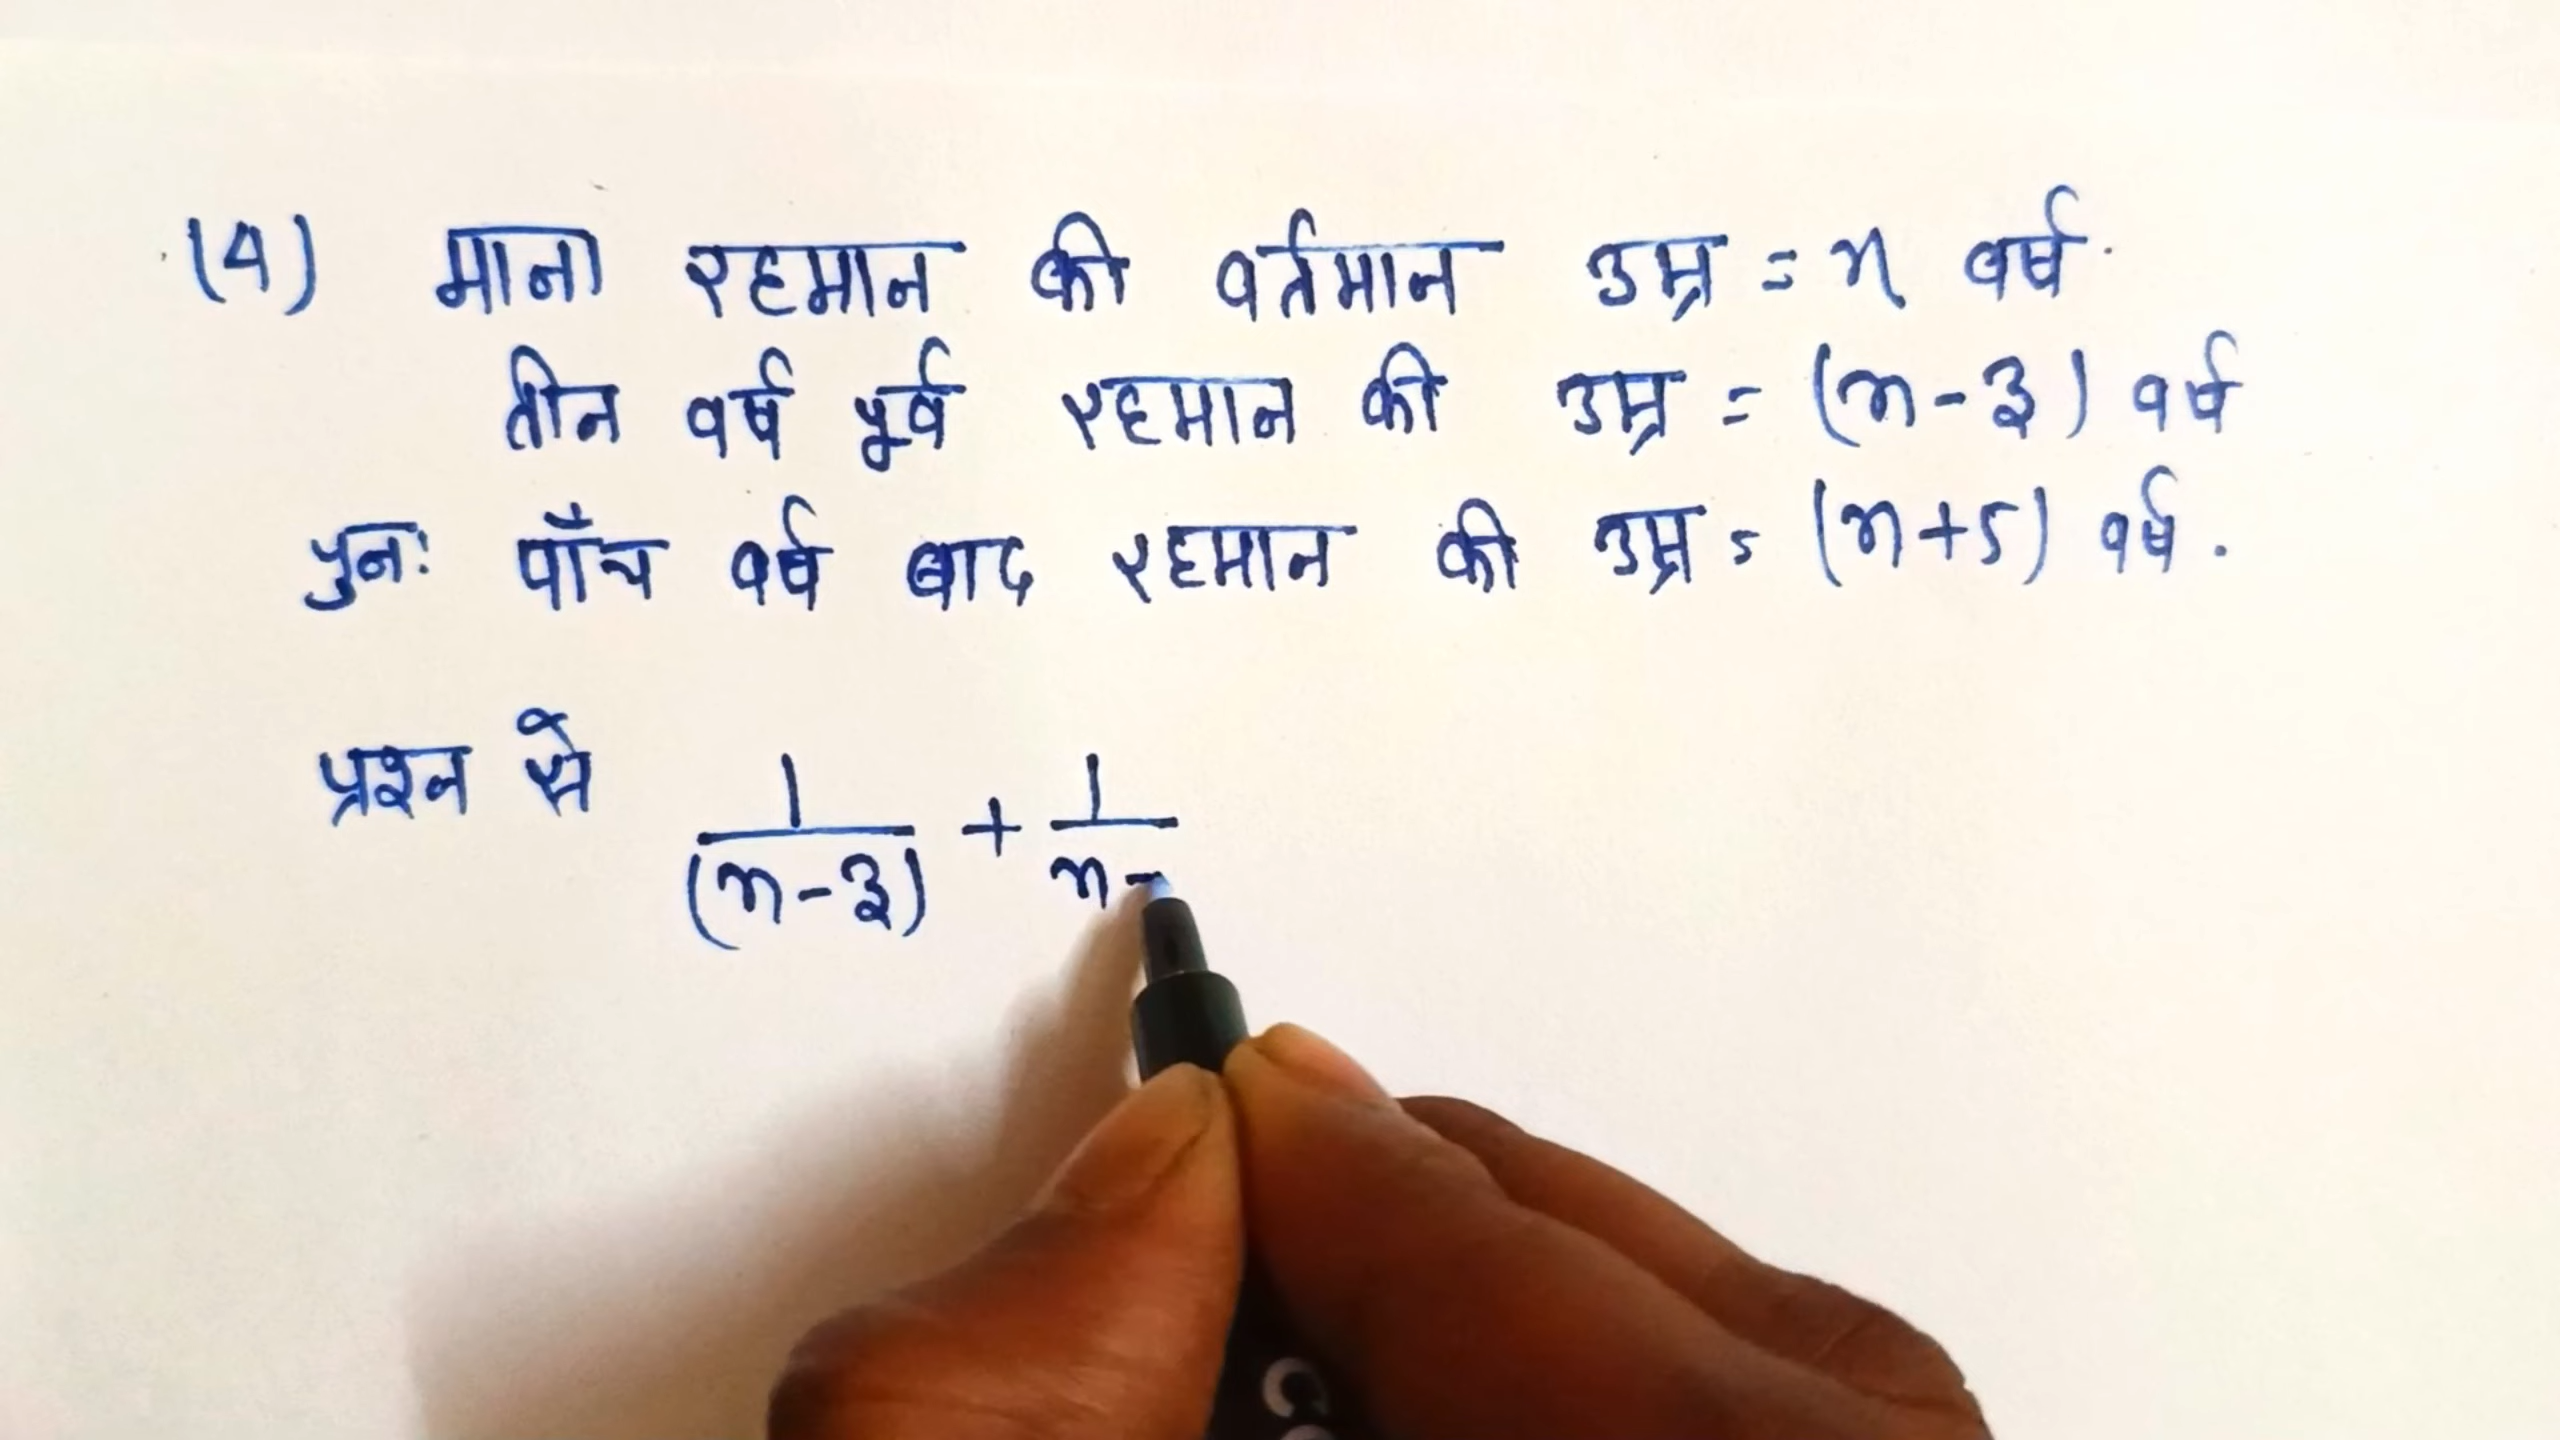 (4) माना रहमान की वर्तमान उम्र = x वर्ष.
तीन वर्ष पूर्व रहमान की उम्र = (x-3) वर्ष
पुनः पाँच वर्ष बाद रहमान की उम्र = (x+5) वर्ष.
प्रश्न से 1/(x-3) + 1/x-